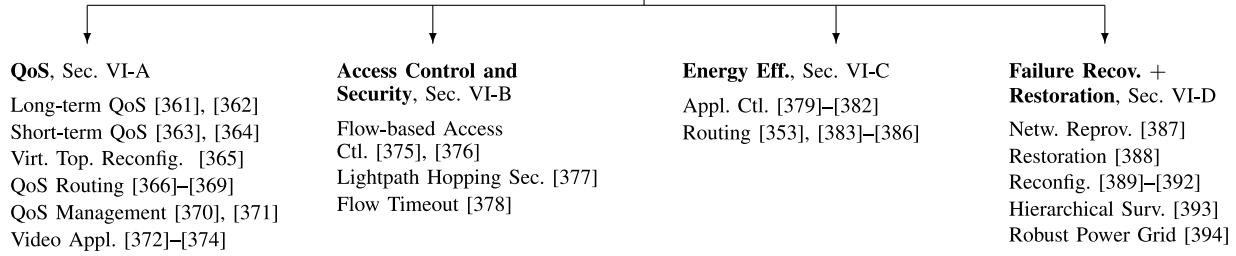 QoS, Sec. VI-A
Long-term QoS [361], [362]
Short-term QoS [363], [364]
Virt. Top. Reconfig. [365]
QoS Routing [366]–[369]
QoS Management [370], [371]
Video Appl. [372]–[374]
Access Control and
Security, Sec. VI-B
Flow-based Access
Ctl. [375], [376]
Lightpath Hopping Sec. [377]
Flow Timeout [378]
Energy Eff., Sec. VI-C
Appl. Ctl. [379]–[382]
Routing [353], [383]–[386]
Failure Recov. +
Restoration, Sec. VI-D
Netw. Reprov. [387]
Restoration [388]
Reconfig. [389]–[392]
Hierarchical Surv. [393]
Robust Power Grid [394]